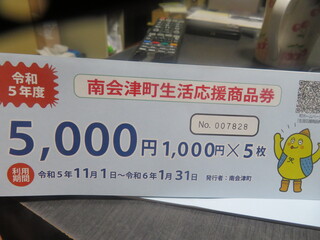 令和
5年度
南会津町生活応援商品券
No. 007828
5,000円 1,000円×5枚
利用
期間
令和5年11月1日〜令和6年1月31日 発行者:南会津町